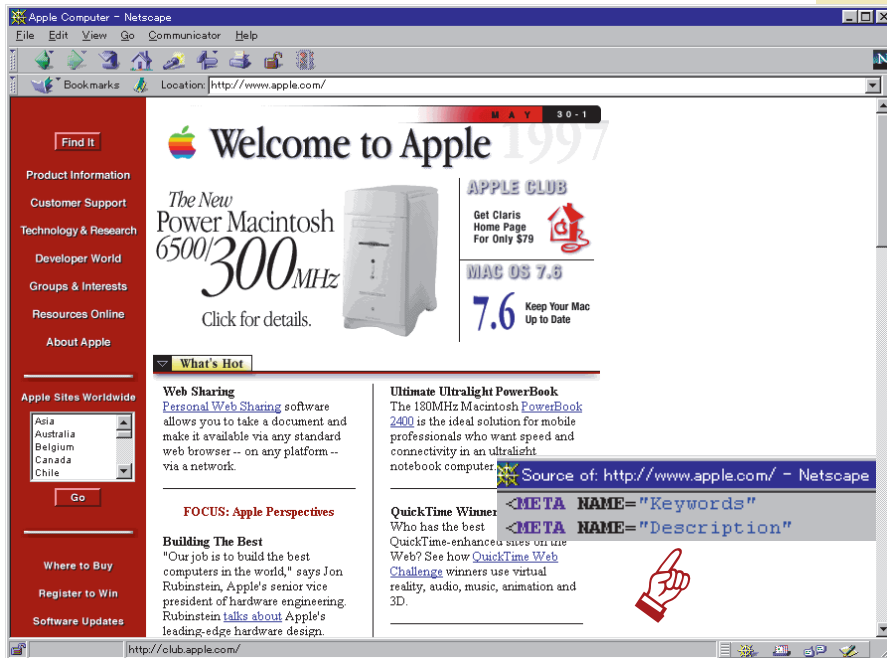 Apple Computer - Netscape
File Edit View Go Communicator Help
Bookmarks Location: http://www.apple.com/
N
MAY 30-1
1997
Welcome to Apple
Find It
Product Information
Customer Support
Technology & Research
Developer World
Groups & Interests
Resources Online
About Apple
Apple Sites Worldwide
Asia
Australia
Belgium
Canada
Chile
Go
Where to Buy
Register to Win
Software Updates
The New
Power Macintosh
6500/300MHz
Click for details.
APPLE CLUB
Get Claris
Home Page
For Only $79
MAC OS 7.6
7.6
Keep Your Mac
Up to Date
What's Hot
Web Sharing
Personal Web Sharing software
allows you to take a document and
make it available via any standard
web browser -- on any platform --
via a network.
FOCUS: Apple Perspectives
Building The Best
"Our job is to build the best
computers in the world," says Jon
Rubinstein, Apple's senior vice
president of hardware engineering.
Rubinstein talks about Apple's
leading-edge hardware design.
Ultimate Ultralight PowerBook
The 180MHz Macintosh PowerBook
2400 is the ideal solution for mobile
professionals who want speed and
connectivity in an ultralight
notebook computer.
QuickTime Winner
Who has the best
QuickTime-enhanced sites on the
Web? See how QuickTime Web
Challenge winners use virtual
reality, audio, music, animation and
3D.
Source of: http://www.apple.com/ - Netscape
<META NAME="Keywords"
<META NAME="Description"
http://club.apple.com/